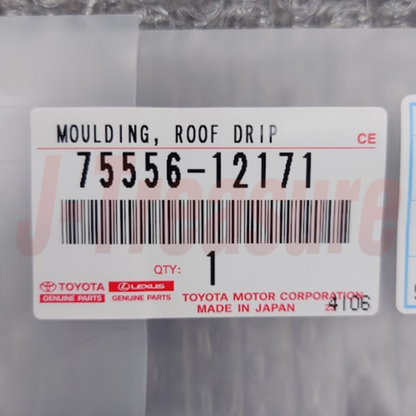 MOULDING, ROOF DRIP
CE
75556-12171
QTY: 1
TOYOTA
GENUINE PARTS
LEXUS
GENUINE PARTS
TOYOTA MOTOR CORPORATION
MADE IN JAPAN
4106
J-Treasure